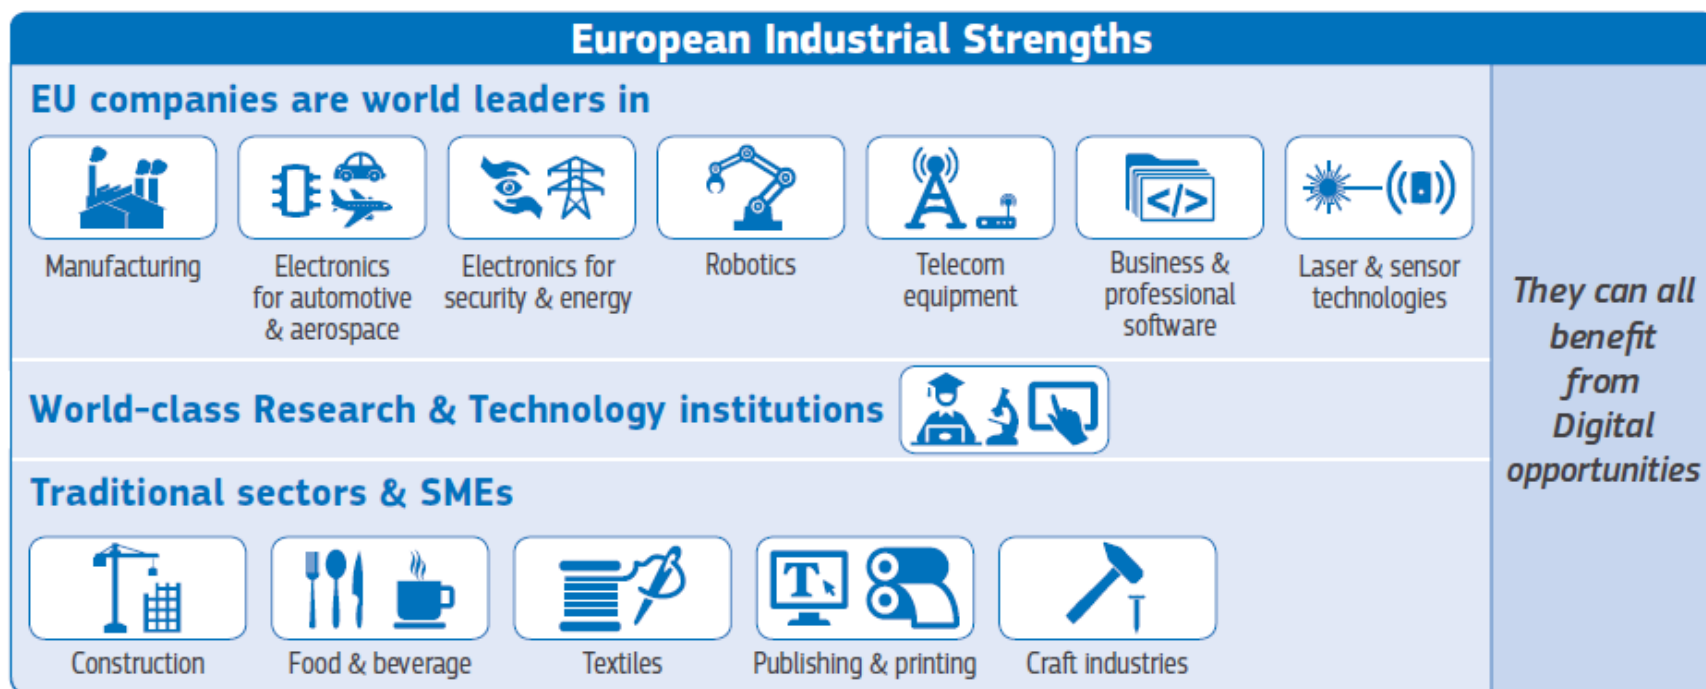 European Industrial Strengths
EU companies are world leaders in
</>
Manufacturing
Electronics
for automotive
& aerospace
Electronics for
security & energy
Robotics
Telecom
equipment
Business &
professional
software
Laser & sensor
technologies
World-class Research & Technology institutions
Traditional sectors & SMEs
T
Construction
Food & beverage
Textiles
Publishing & printing
Craft industries
They can all
benefit
from
Digital
opportunities